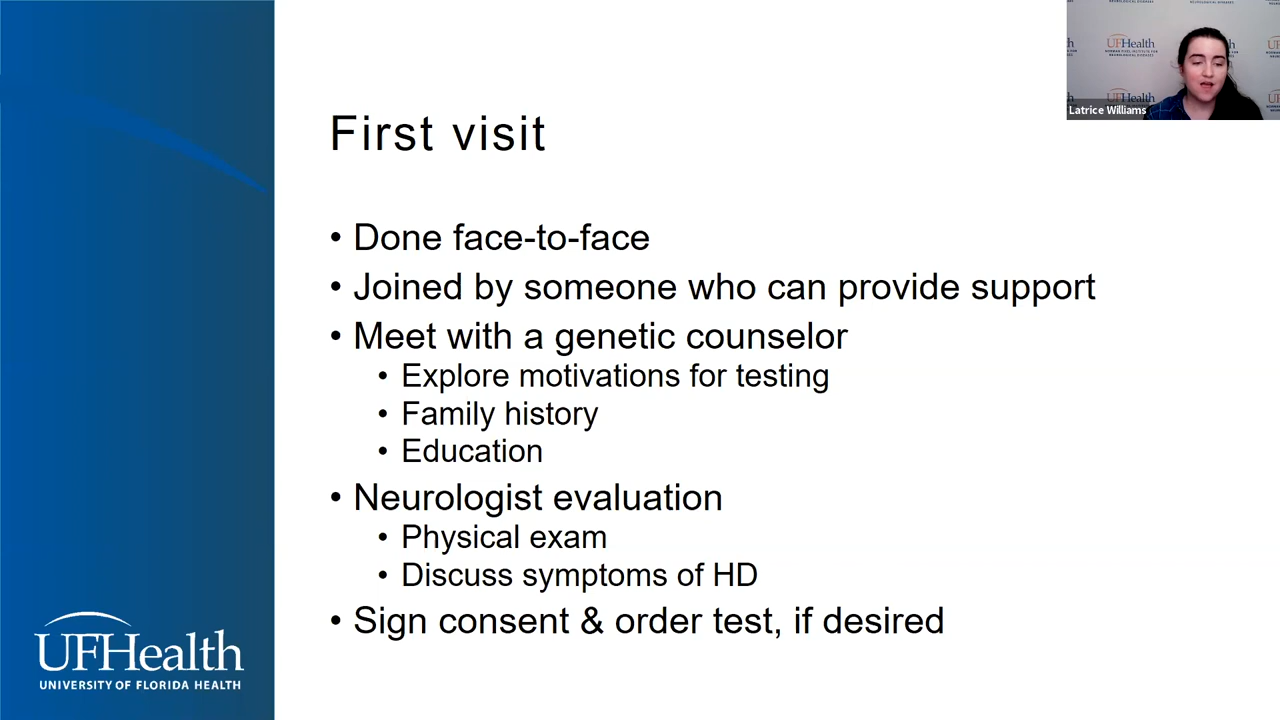 First visit
• Done face-to-face
• Joined by someone who can provide support
• Meet with a genetic counselor
• Explore motivations for testing
• Family history
• Education
• Neurologist evaluation
• Physical exam
• Discuss symptoms of HD
• Sign consent & order test, if desired
UFHealth
UNIVERSITY OF FLORIDA HEALTH
UFHealth
UFHealth
Latrice Williams